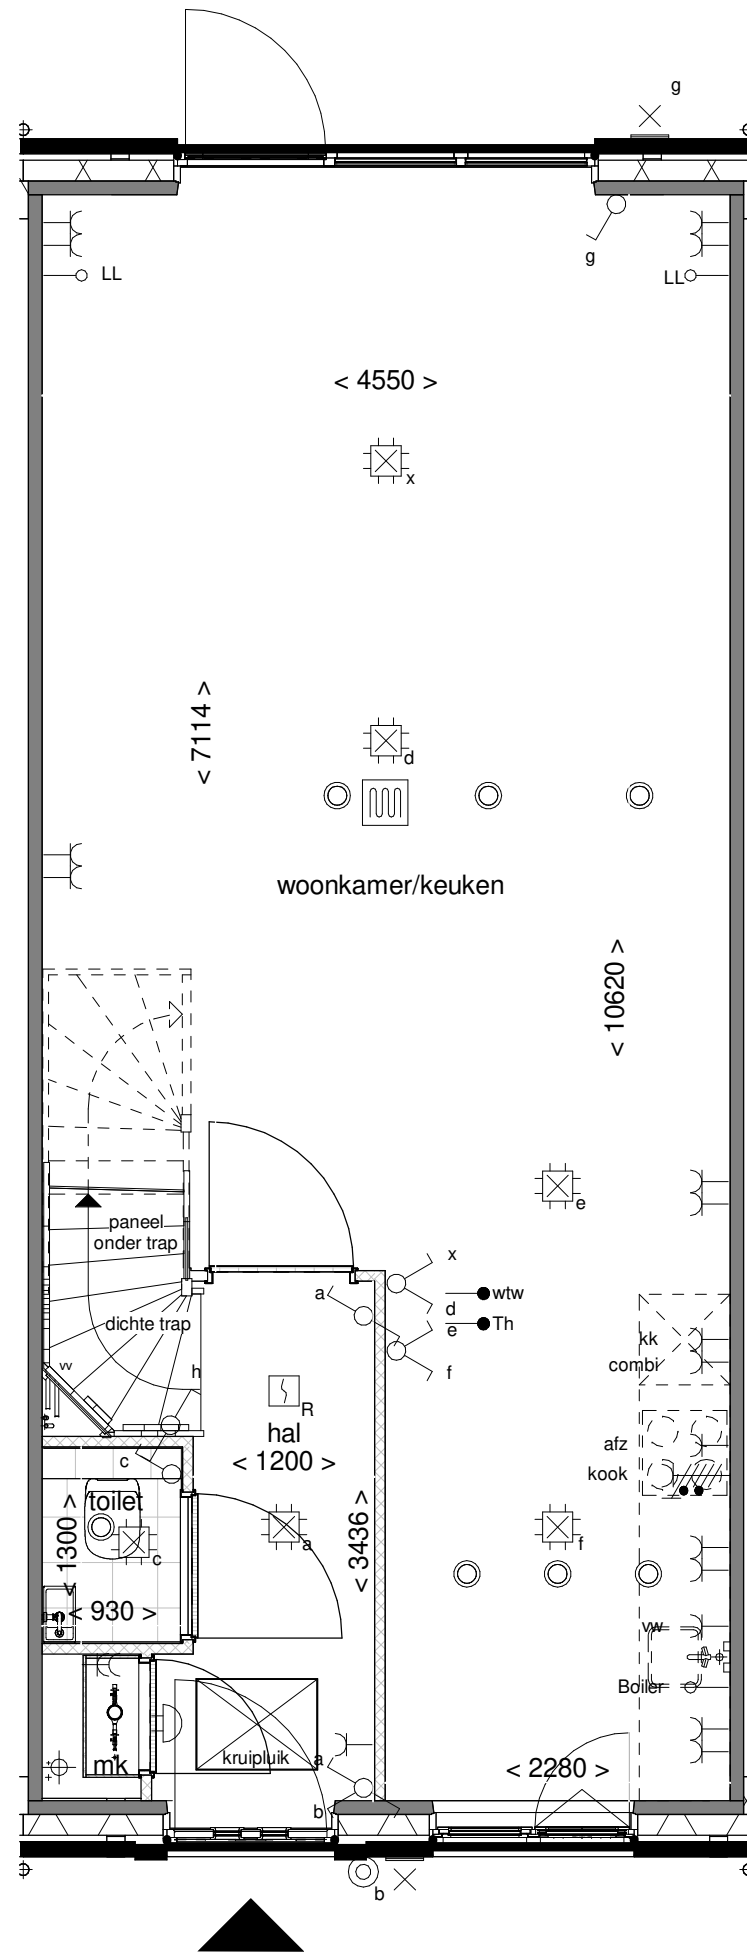 g
g
LL
LL
< 4550 >
x
< 7114 >
d
woonkamer/keuken
< 10620 >
paneel
onder trap
e
x
a
d
wtw
e
Th
dichte trap
kk
vv
h
combi
f
R
hal
afz
< 1200 >
c
kook
toilet
< 1300 >
a
< 3436 >
c
f
< 930 >
vw
Boiler
mk
kruipluik
a
< 2280 >
b
b